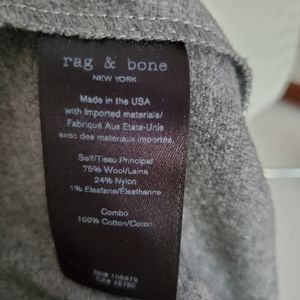 rag & bone
NEW YORK
Made in the USA
with Imported materials/
Fabriqué Aux Etats-Unis
avec des materiaux importés
Self/Tissu Principal
75% Wool/Laine
24% Nylon
1% Elastane/Elasthanne
Combo
100% Cotton/Coton